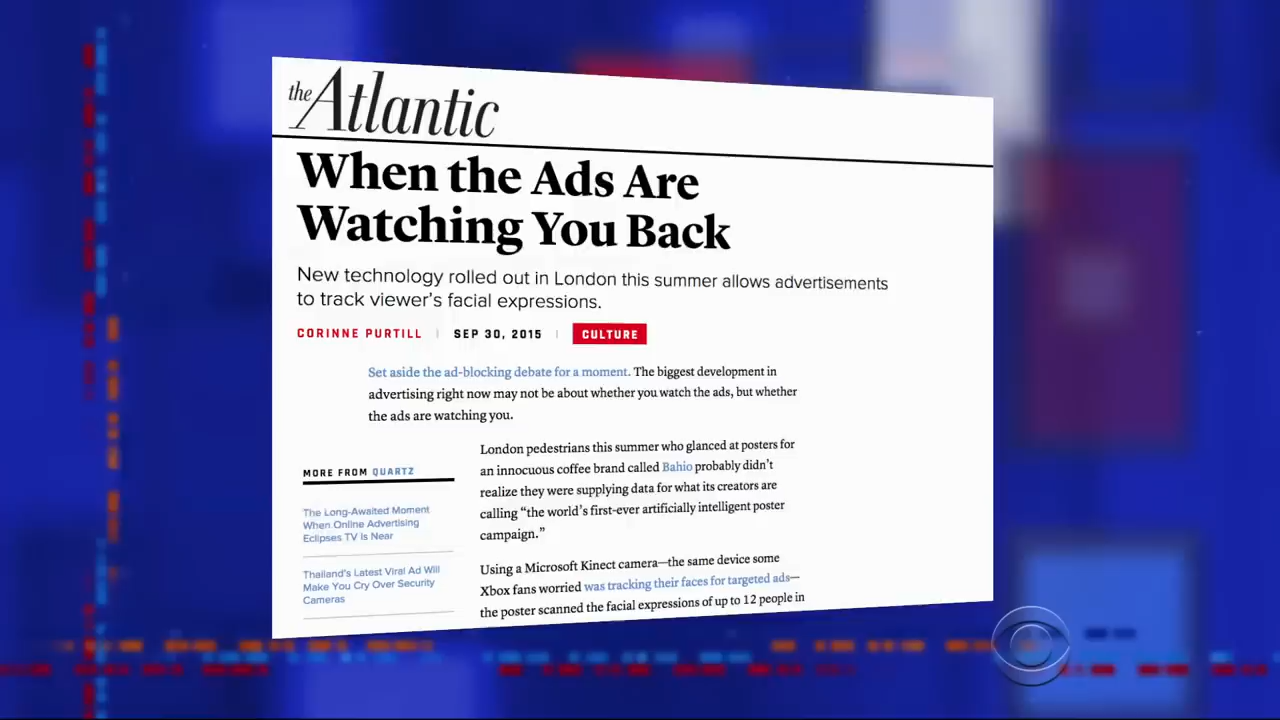 the Atlantic
When the Ads Are
Watching You Back
New technology rolled out in London this summer allows advertisements
to track viewer's facial expressions.
CORINNE PURTILL | SEP 30, 2015 | CULTURE
Set aside the ad-blocking debate for a moment. The biggest development in
advertising right now may not be about whether you watch the ads, but whether
the ads are watching you.
MORE FROM QUARTZ
The Long-Awaited Moment
When Online Advertising
Eclipses TV Is Near
Thailand's Latest Viral Ad Will
Make You Cry Over Security
Cameras
London pedestrians this summer who glanced at posters for
an innocuous coffee brand called Bahio probably didn't
realize they were supplying data for what its creators are
calling “the world's first-ever artificially intelligent poster
campaign.”
Using a Microsoft Kinect camera—the same device some
Xbox fans worried was tracking their faces for targeted ads—
the poster scanned the facial expressions of up to 12 people in